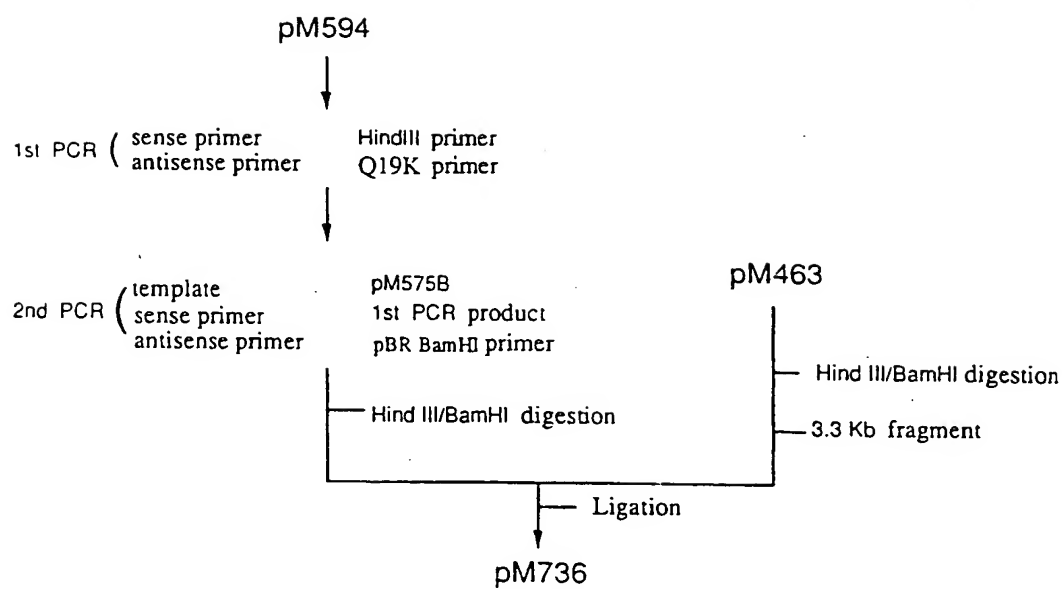 pM594
1st PCR ( sense primer HindIII primer
antisense primer Q19K primer
2nd PCR ( template pM575B
sense primer 1st PCR product
antisense primer pBR BamHI primer
Hind III/BamHI digestion
pM463
Hind III/BamHI digestion
3.3 Kb fragment
Ligation
pM736